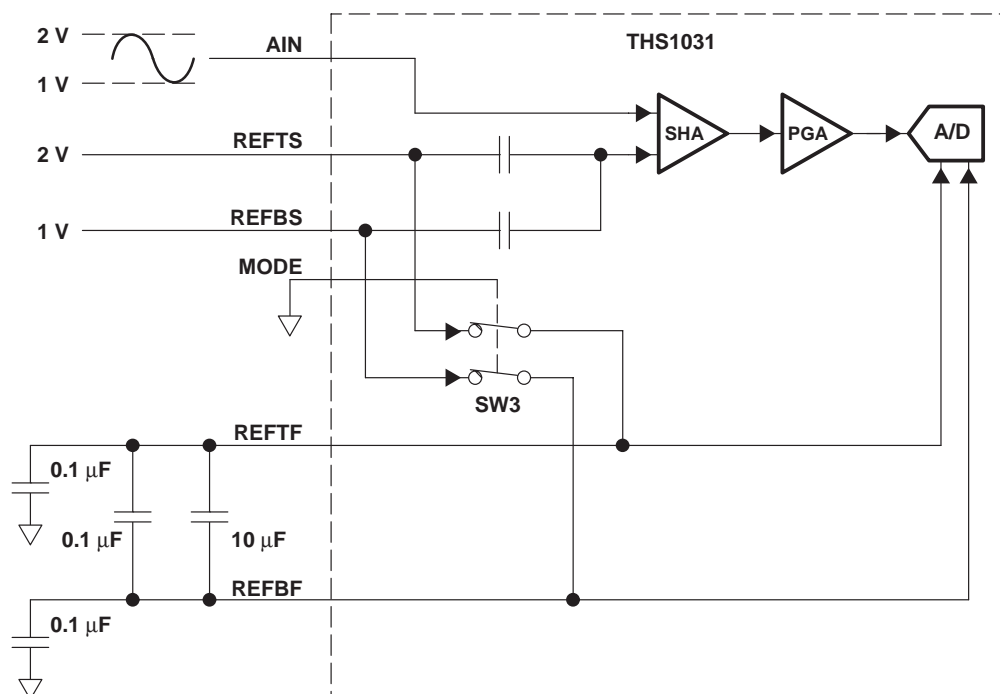 THS1031
2 V
AIN
1 V
SHA
PGA
A/D
2 V
REFTS
1 V
REFBS
MODE
SW3
REFTF
0.1 μF
0.1 μF
10 μF
REFBF
0.1 μF